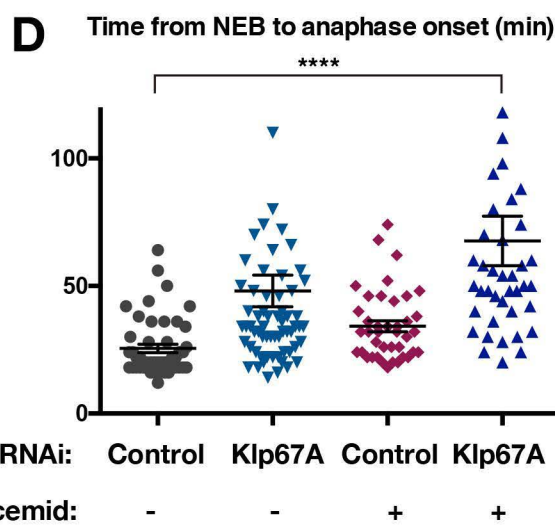 D Time from NEB to anaphase onset (min)
****
100
50
0
RNAi: Control Klp67A Control Klp67A
cemid: - - + +